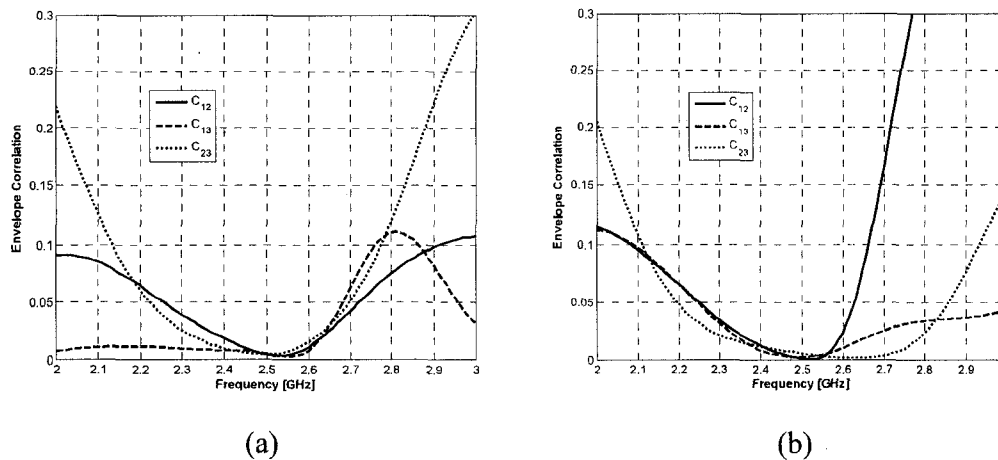 0.3
0.25
0.2
0.15
0.1
0.05
0
Envelope Correlation
C12
C13
C23
2 2.1 2.2 2.3 2.4 2.5 2.6 2.7 2.8 2.9 3
Frequency [GHz]
(a)
0.3
0.25
0.2
0.15
0.1
0.05
0
Envelope Correlation
C12
C13
C23
2 2.1 2.2 2.3 2.4 2.5 2.6 2.7 2.8 2.9
Frequency [GHz]
(b)